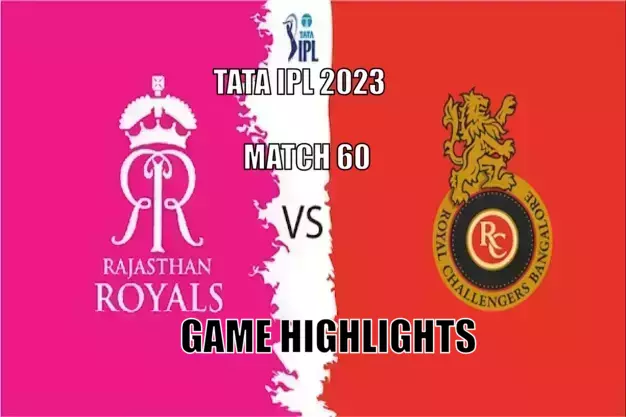 TATA
IPL
TATA IPL 2023
MATCH 60
VS
RAJASTHAN
ROYALS
ROYAL CHALLENGERS BANGALORE
RC
GAME HIGHLIGHTS